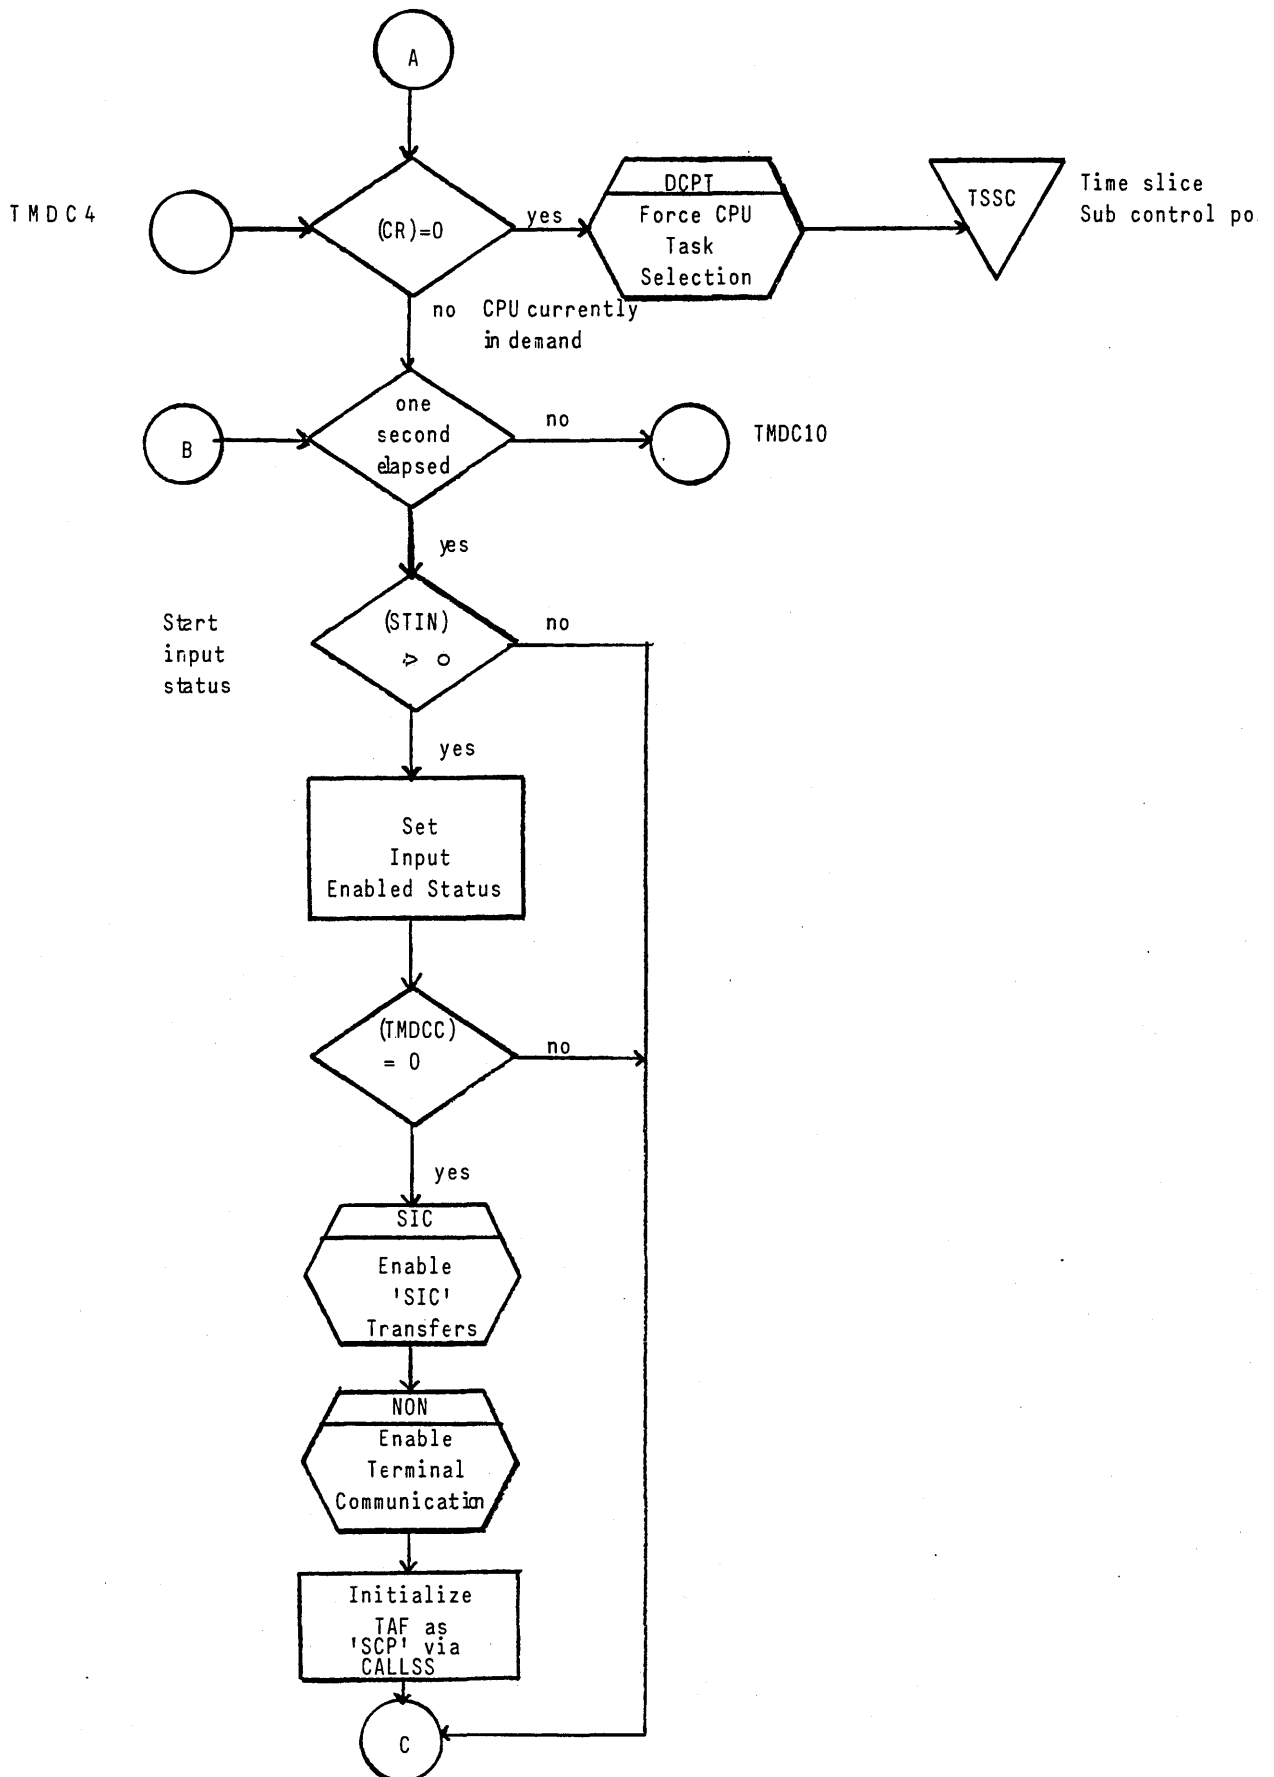 A
TMDC4
(CR)=0
yes
DCPT
Force CPU
Task
Selection
TSSC
Time slice
Sub control po
no CPU currently
in demand
B
one
second
elapsed
no
TMDC10
yes
Start
input
status
(STIN)
> 0
no
yes
Set
Input
Enabled Status
(TMDCC)
= 0
no
yes
SIC
Enable
'SIC'
Transfers
NON
Enable
Terminal
Communication
Initialize
TAF as
'SCP' via
CALLSS
C